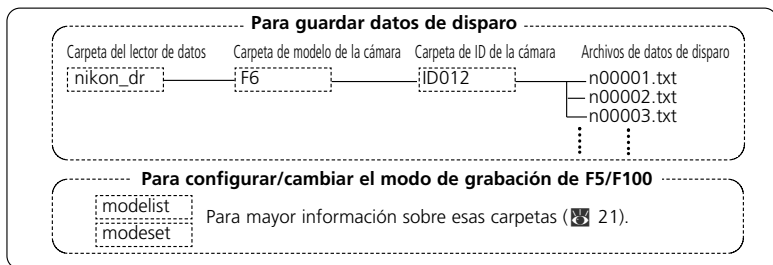 Para guardar datos de disparo
Carpeta del lector de datos Carpeta de modelo de la cámara Carpeta de ID de la cámara Archivos de datos de disparo
nikon_dr F6 ID012 n00001.txt
n00002.txt
n00003.txt
Para configurar/cambiar el modo de grabación de F5/F100
modelist
Para mayor información sobre esas carpetas ( 21).
modeset